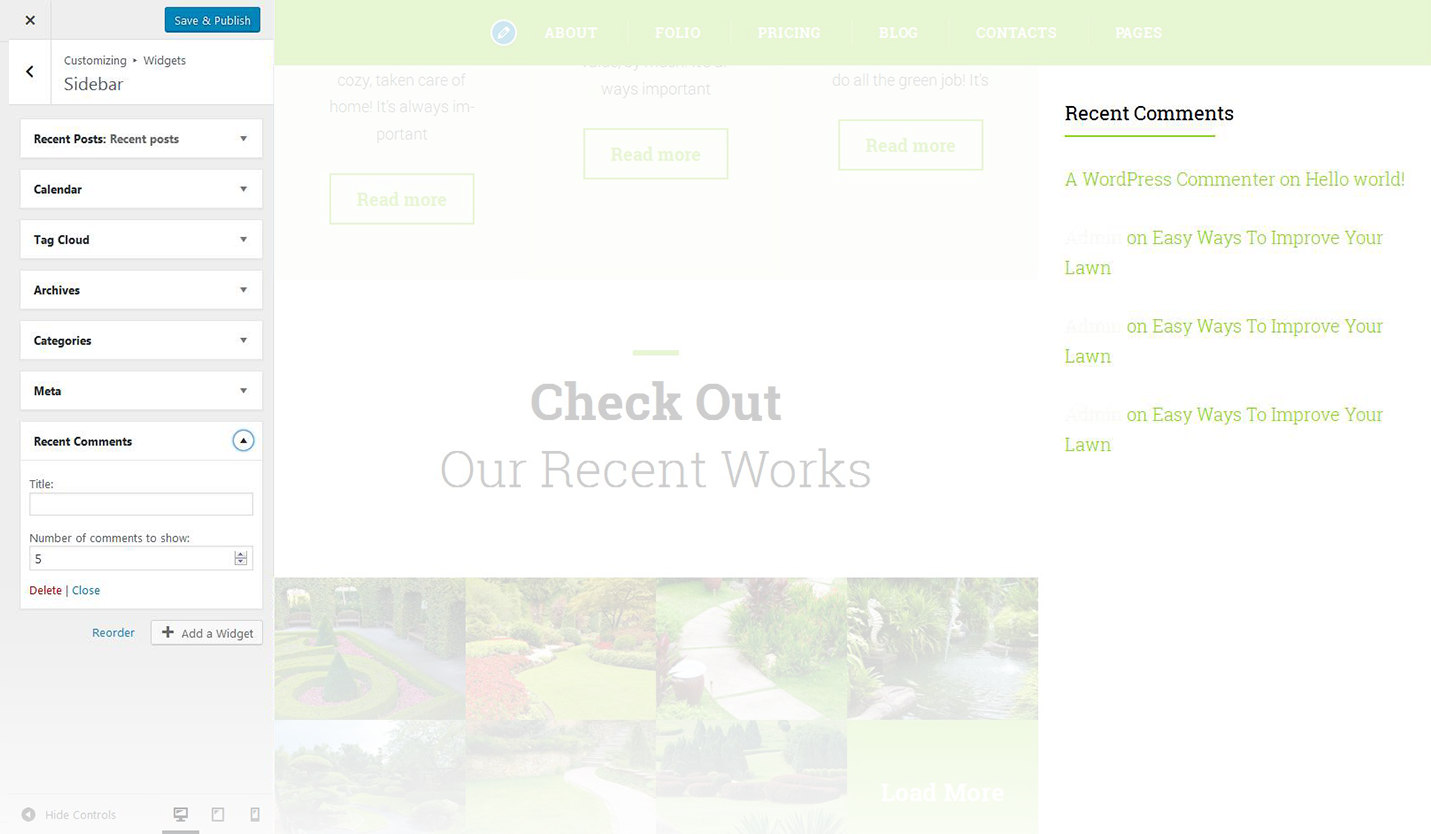 Save & Publish
Customizing ▸ Widgets
Sidebar
Recent Posts: Recent posts
Calendar
Tag Cloud
Archives
Categories
Meta
Recent Comments
Title:
Number of comments to show:
5
Delete | Close
Reorder
Add a Widget
Hide Controls
ABOUT
FOLIO
PRICING
BLOG
CONTACTS
PAGES
cozy, taken care of
home! It's always im-
portant
Read more
ways important
Read more
do all the green job! It's
Read more
Check Out
Our Recent Works
Load More
Recent Comments
A WordPress Commenter on Hello world!
Admin on Easy Ways To Improve Your
Lawn
Admin on Easy Ways To Improve Your
Lawn
Admin on Easy Ways To Improve Your
Lawn